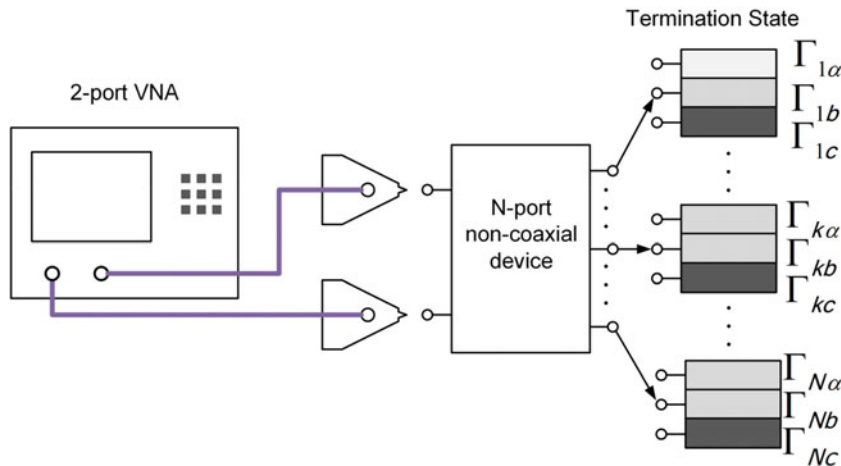 Termination State
2-port VNA
Γ1α
Γ1b
Γ1c
N-port
non-coaxial
device
Γkα
Γkb
Γkc
ΓNα
ΓNb
ΓNc